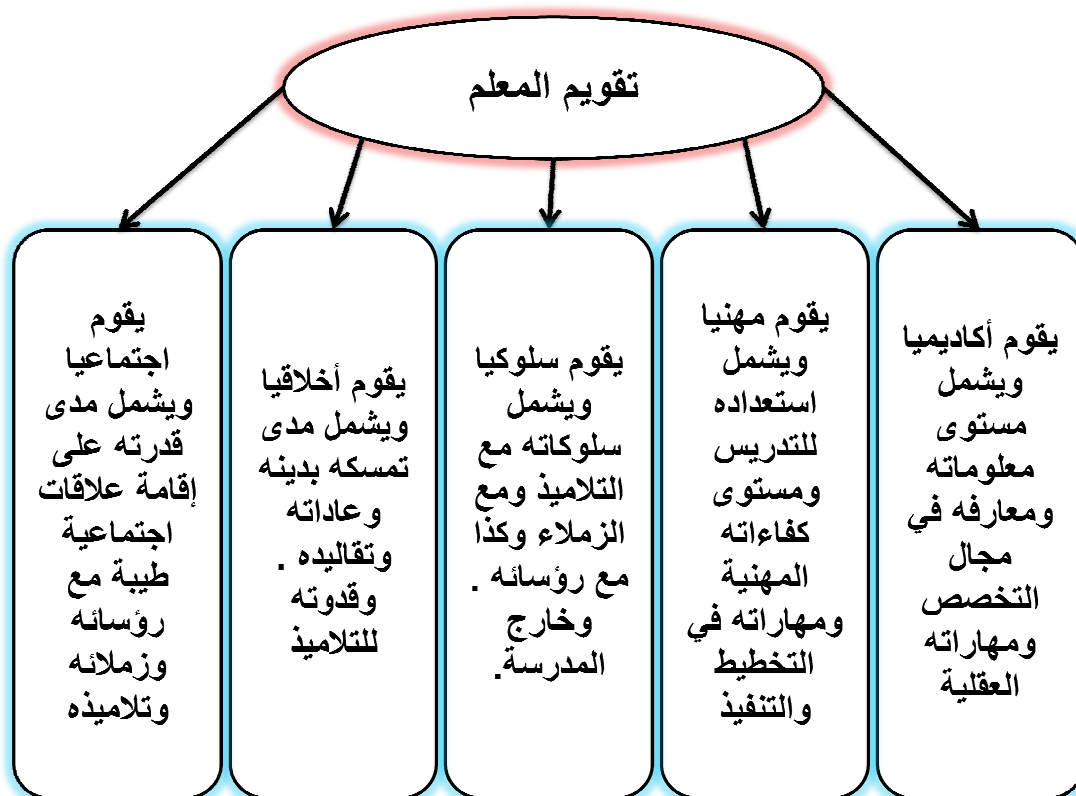 تقويم المعلم
يقوم أكاديميا
ويشمل
مستوى
معلوماته
ومعارفه في
مجال
التخصص
ومهاراته
العقلية
يقوم مهنيا
ويشمل
استعداده
للتدريس
ومستوى
كفاءاته
المهنية
ومهاراته في
التخطيط
والتنفيذ
يقوم سلوكيا
ويشمل
سلوكاته مع
التلاميذ ومع
الزملاء وكذا
مع رؤسائه .
وخارج
المدرسة.
يقوم أخلاقيا
ويشمل مدى
تمسكه بدينه
وعاداته
وتقاليده .
وقدوته
للتلاميذ
يقوم
اجتماعيا
ويشمل مدى
قدرته على
إقامة علاقات
اجتماعية
طيبة مع
رؤسائه
وزملائه
وتلاميذه